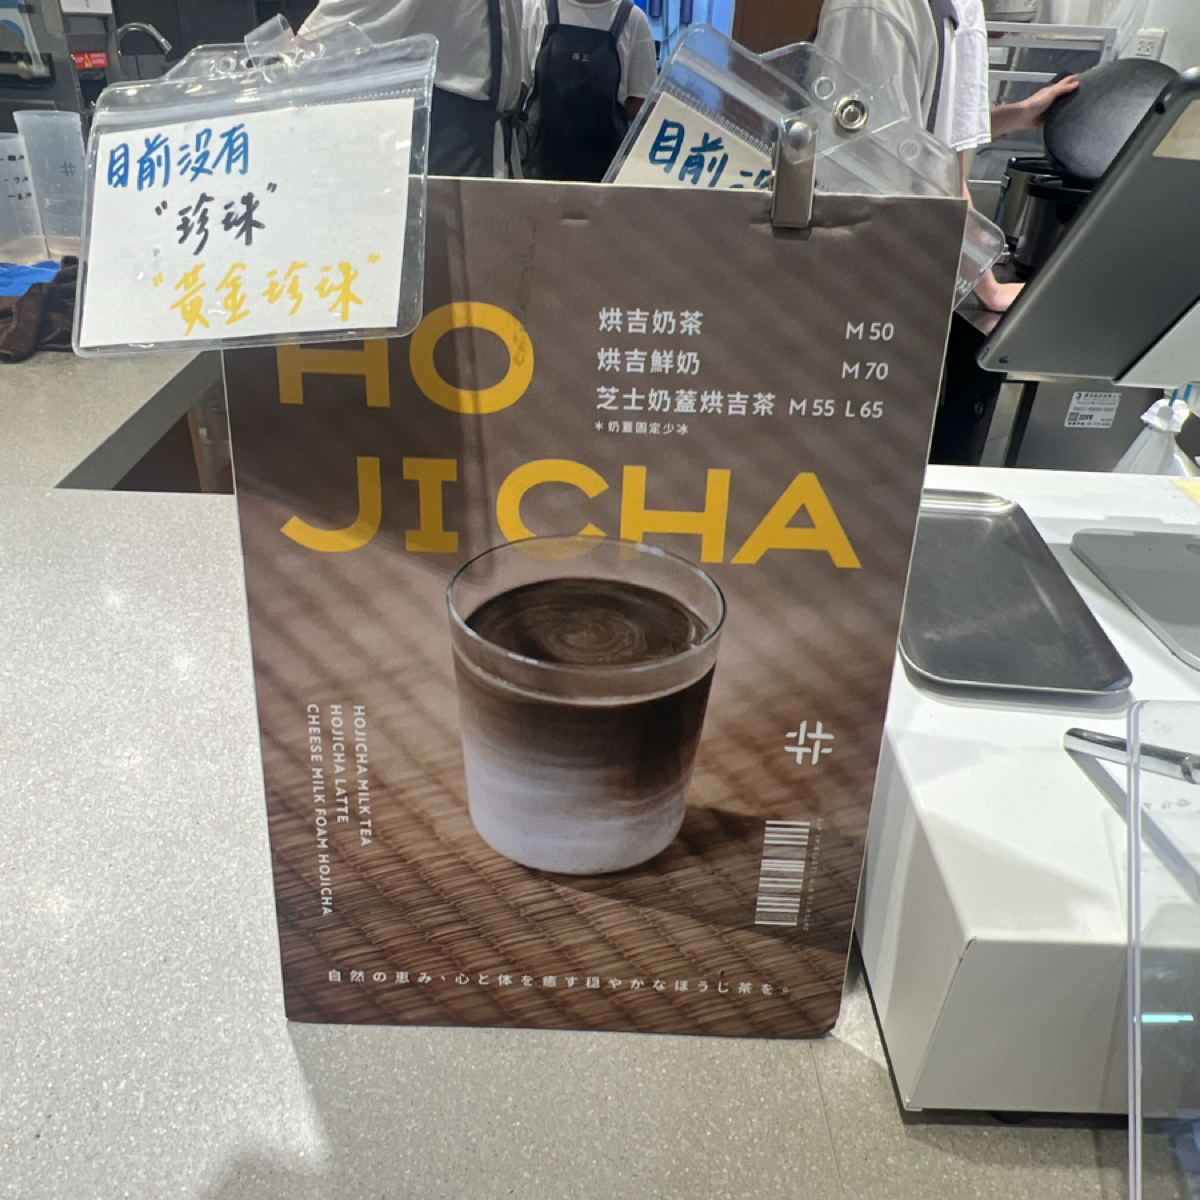 目前沒有
"珍珠"
"黃金珍珠"
目前
HO
JI CHA
烘吉奶茶 M 50
烘吉鮮奶 M 70
芝士奶蓋烘吉茶 M 55 L 65
＊奶蓋固定少冰
HOJICHA MILK TEA
HOJICHA LATTE
CHEESE MILK FOAM HOJICHA
自然の恵み、心と体を癒す穏やかなほうじ茶を。